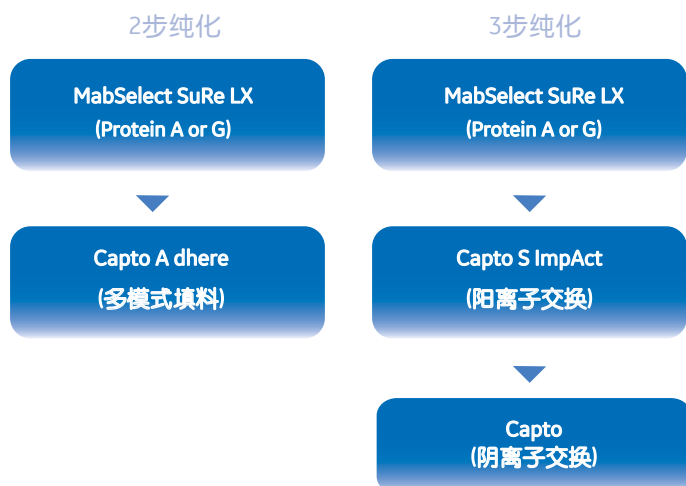 2步纯化
3步纯化
MabSelect SuRe LX
(Protein A or G)
MabSelect SuRe LX
(Protein A or G)
Capto A dhere
(多模式填料)
Capto S ImpAct
(阳离子交换)
Capto
(阴离子交换)